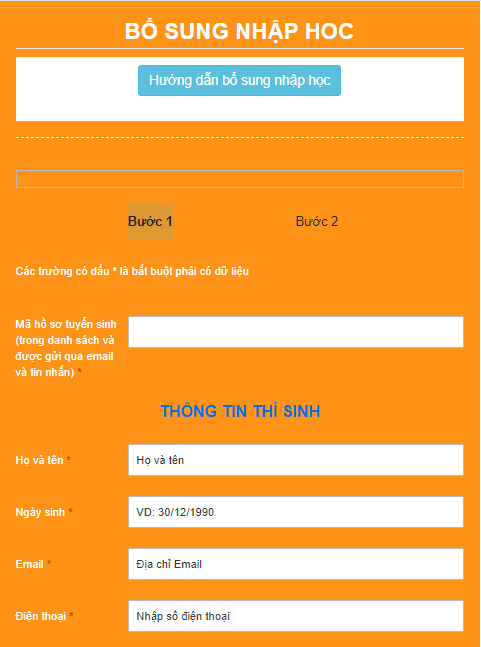 BỔ SUNG NHẬP HOC
Hướng dẫn bổ sung nhập học
Bước 1
Bước 2
Các trường có dấu * là bắt buột phải có dữ liệu
Mã hồ sơ tuyển sinh
(trong danh sách và
được gửi qua email
và tin nhắn) *
THÔNG TIN THÍ SINH
Họ và tên *
Họ và tên
Ngày sinh *
VD: 30/12/1990
Email *
Địa chỉ Email
Điện thoại *
Nhập số điện thoại